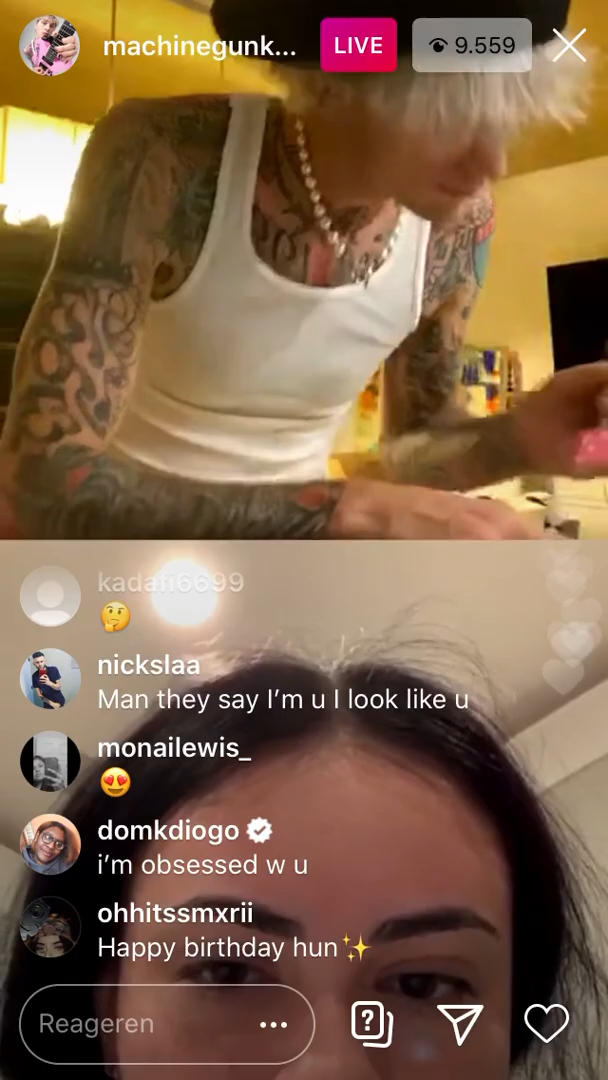 machinegunk...
LIVE
9.559
kadafi6699
🤔
nickslaa
Man they say I'm u I look like u
monailewis_
😍
domkdiogo
i'm obsessed w u
ohhitssmxrii
Happy birthday hun✨
Reageren